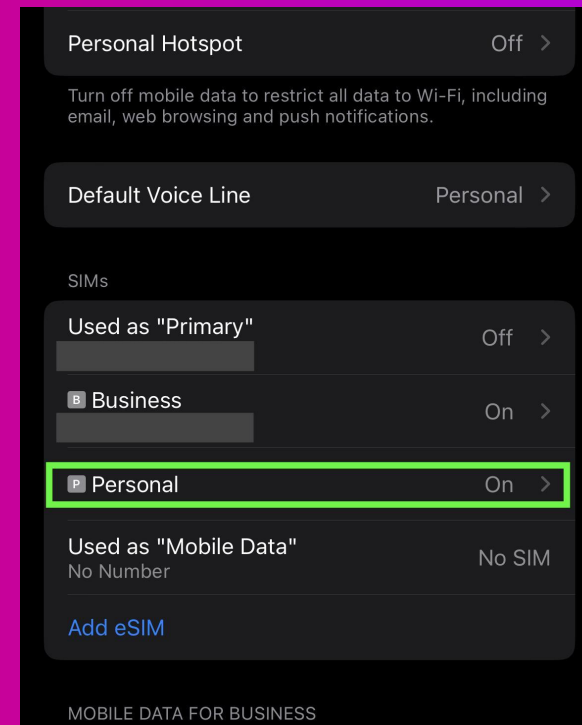 Personal Hotspot Off >
Turn off mobile data to restrict all data to Wi-Fi, including
email, web browsing and push notifications.
Default Voice Line Personal >
SIMs
Used as "Primary" Off >
B Business On >
P Personal On >
Used as "Mobile Data" No SIM
No Number
Add eSIM
MOBILE DATA FOR BUSINESS